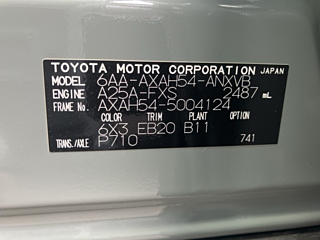 TOYOTA MOTOR CORPORATION JAPAN
MODEL 6AA-AXAH54-ANXVB
ENGINE A25A-FXS 2487 mL
FRAME No. AXAH54-5004124
COLOR TRIM PLANT OPTION
6X3 EB20 B11
TRANS./AXLE P710 741